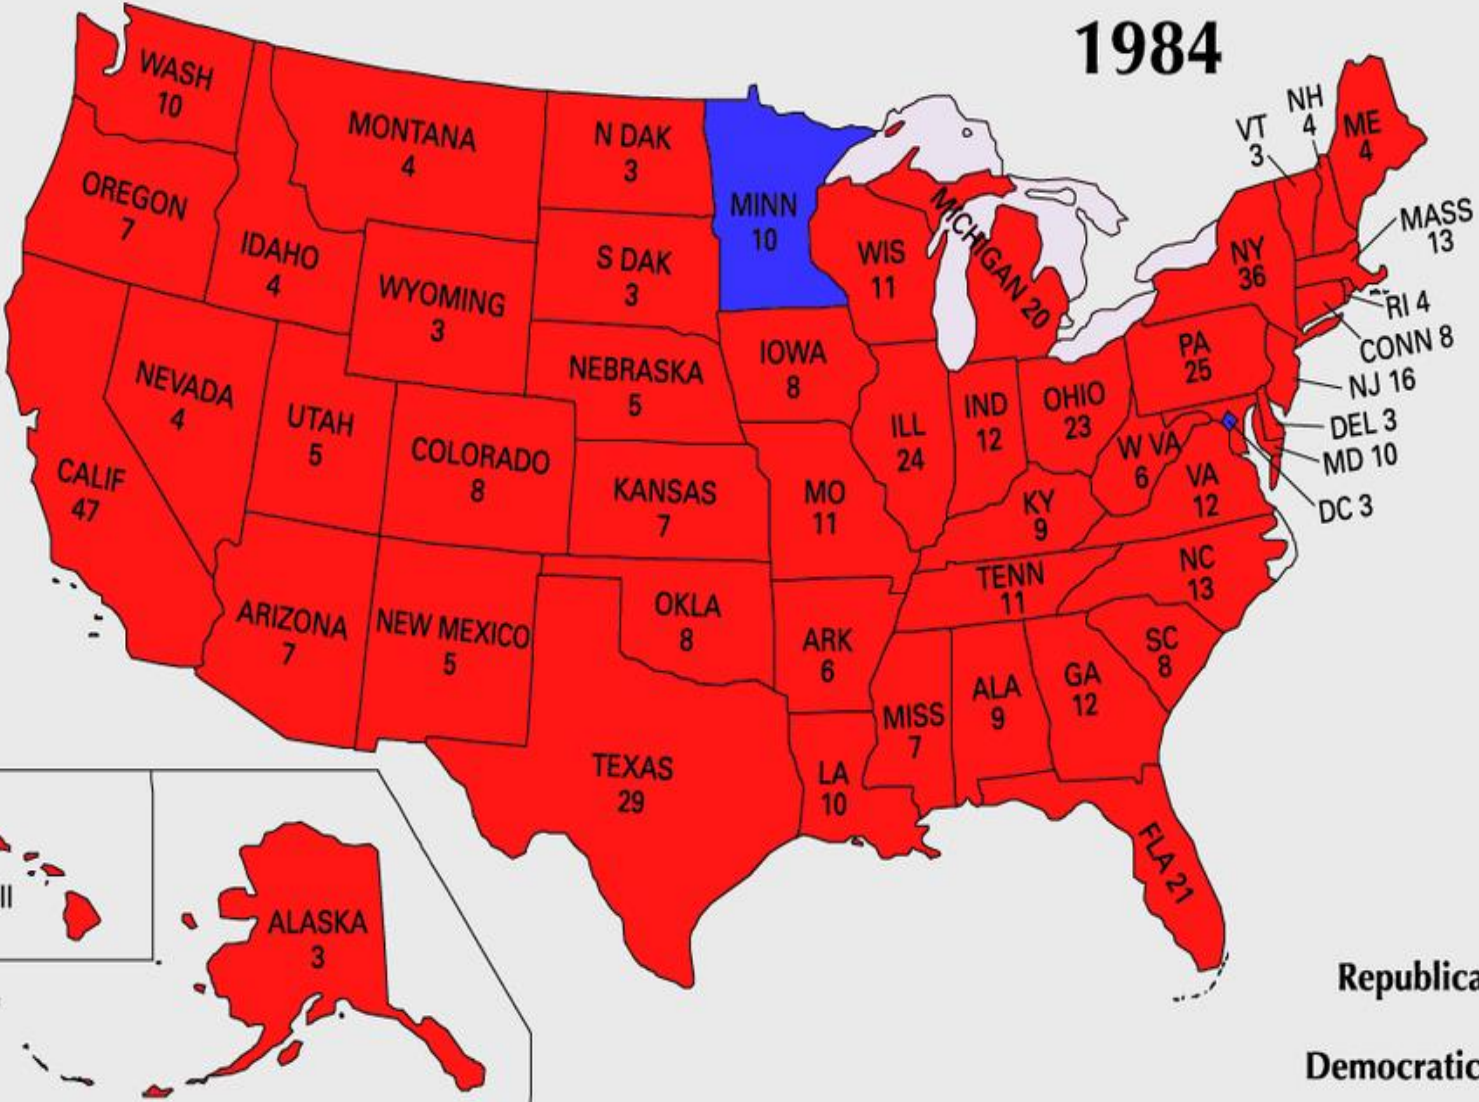 1984
WASH
10
MONTANA
4
N DAK
3
MINN
10
VT
3
NH
4
ME
4
MASS
13
OREGON
7
IDAHO
4
WYOMING
3
S DAK
3
WIS
11
MICHIGAN 20
NY
36
RI 4
CONN 8
NJ 16
DEL 3
MD 10
DC 3
NEVADA
4
UTAH
5
COLORADO
8
NEBRASKA
5
IOWA
8
ILL
24
IND
12
OHIO
23
PA
25
W VA
6
VA
12
CALIF
47
KANSAS
7
MO
11
KY
9
NC
13
TENN
11
ARIZONA
7
NEW MEXICO
5
OKLA
8
ARK
6
SC
8
MISS
7
ALA
9
GA
12
TEXAS
29
LA
10
FLA 21
II
ALASKA
3
Republica
Democratic